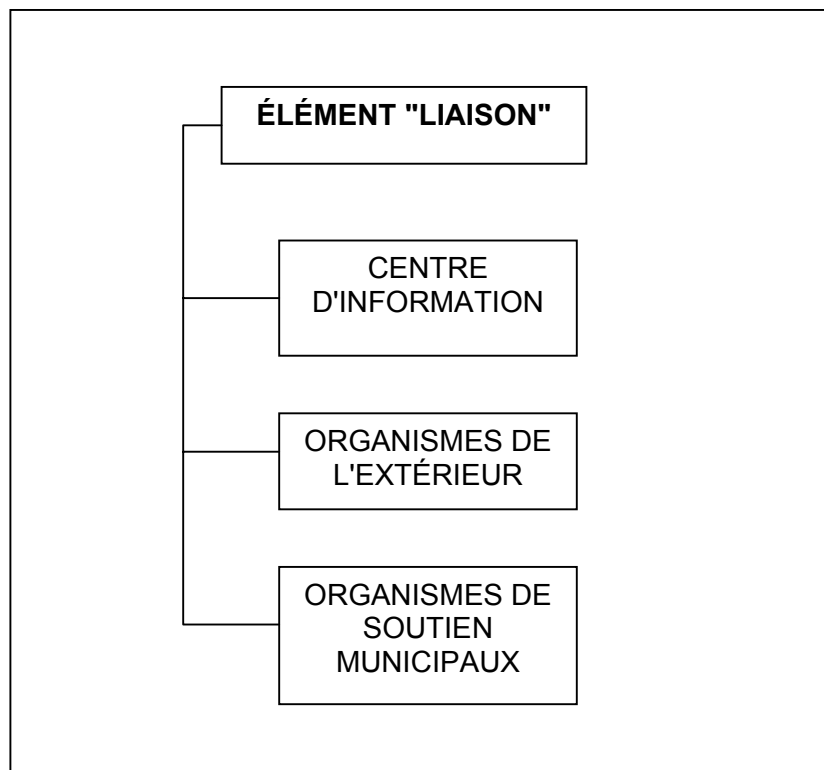 ÉLÉMENT "LIAISON"
CENTRE
D'INFORMATION
ORGANISMES DE
L'EXTÉRIEUR
ORGANISMES DE
SOUTIEN
MUNICIPAUX